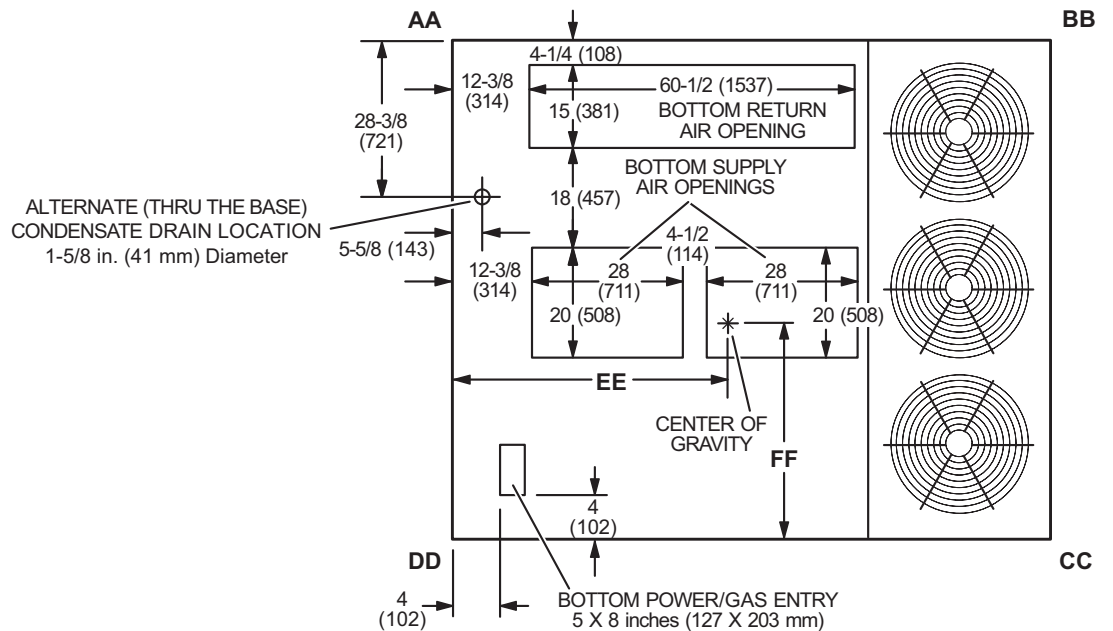 AA
BB
4-1/4 (108)
12-3/8
(314)
60-1/2 (1537)
28-3/8
(721)
15 (381)
BOTTOM RETURN
AIR OPENING
BOTTOM SUPPLY
AIR OPENINGS
18 (457)
ALTERNATE (THRU THE BASE)
CONDENSATE DRAIN LOCATION
1-5/8 in. (41 mm) Diameter
5-5/8 (143)
4-1/2
(114)
12-3/8
(314)
28
(711)
28
(711)
20 (508)
20 (508)
EE
CENTER OF
GRAVITY
FF
4
(102)
DD
CC
4
(102)
BOTTOM POWER/GAS ENTRY
5 X 8 inches (127 X 203 mm)